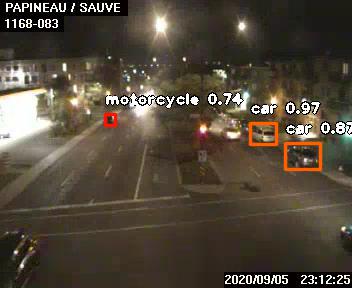 PAPINEAU / SAUVE
1168-083
motorcycle 0.74
car 0.97
car 0.87
2020/09/05 23:12:25